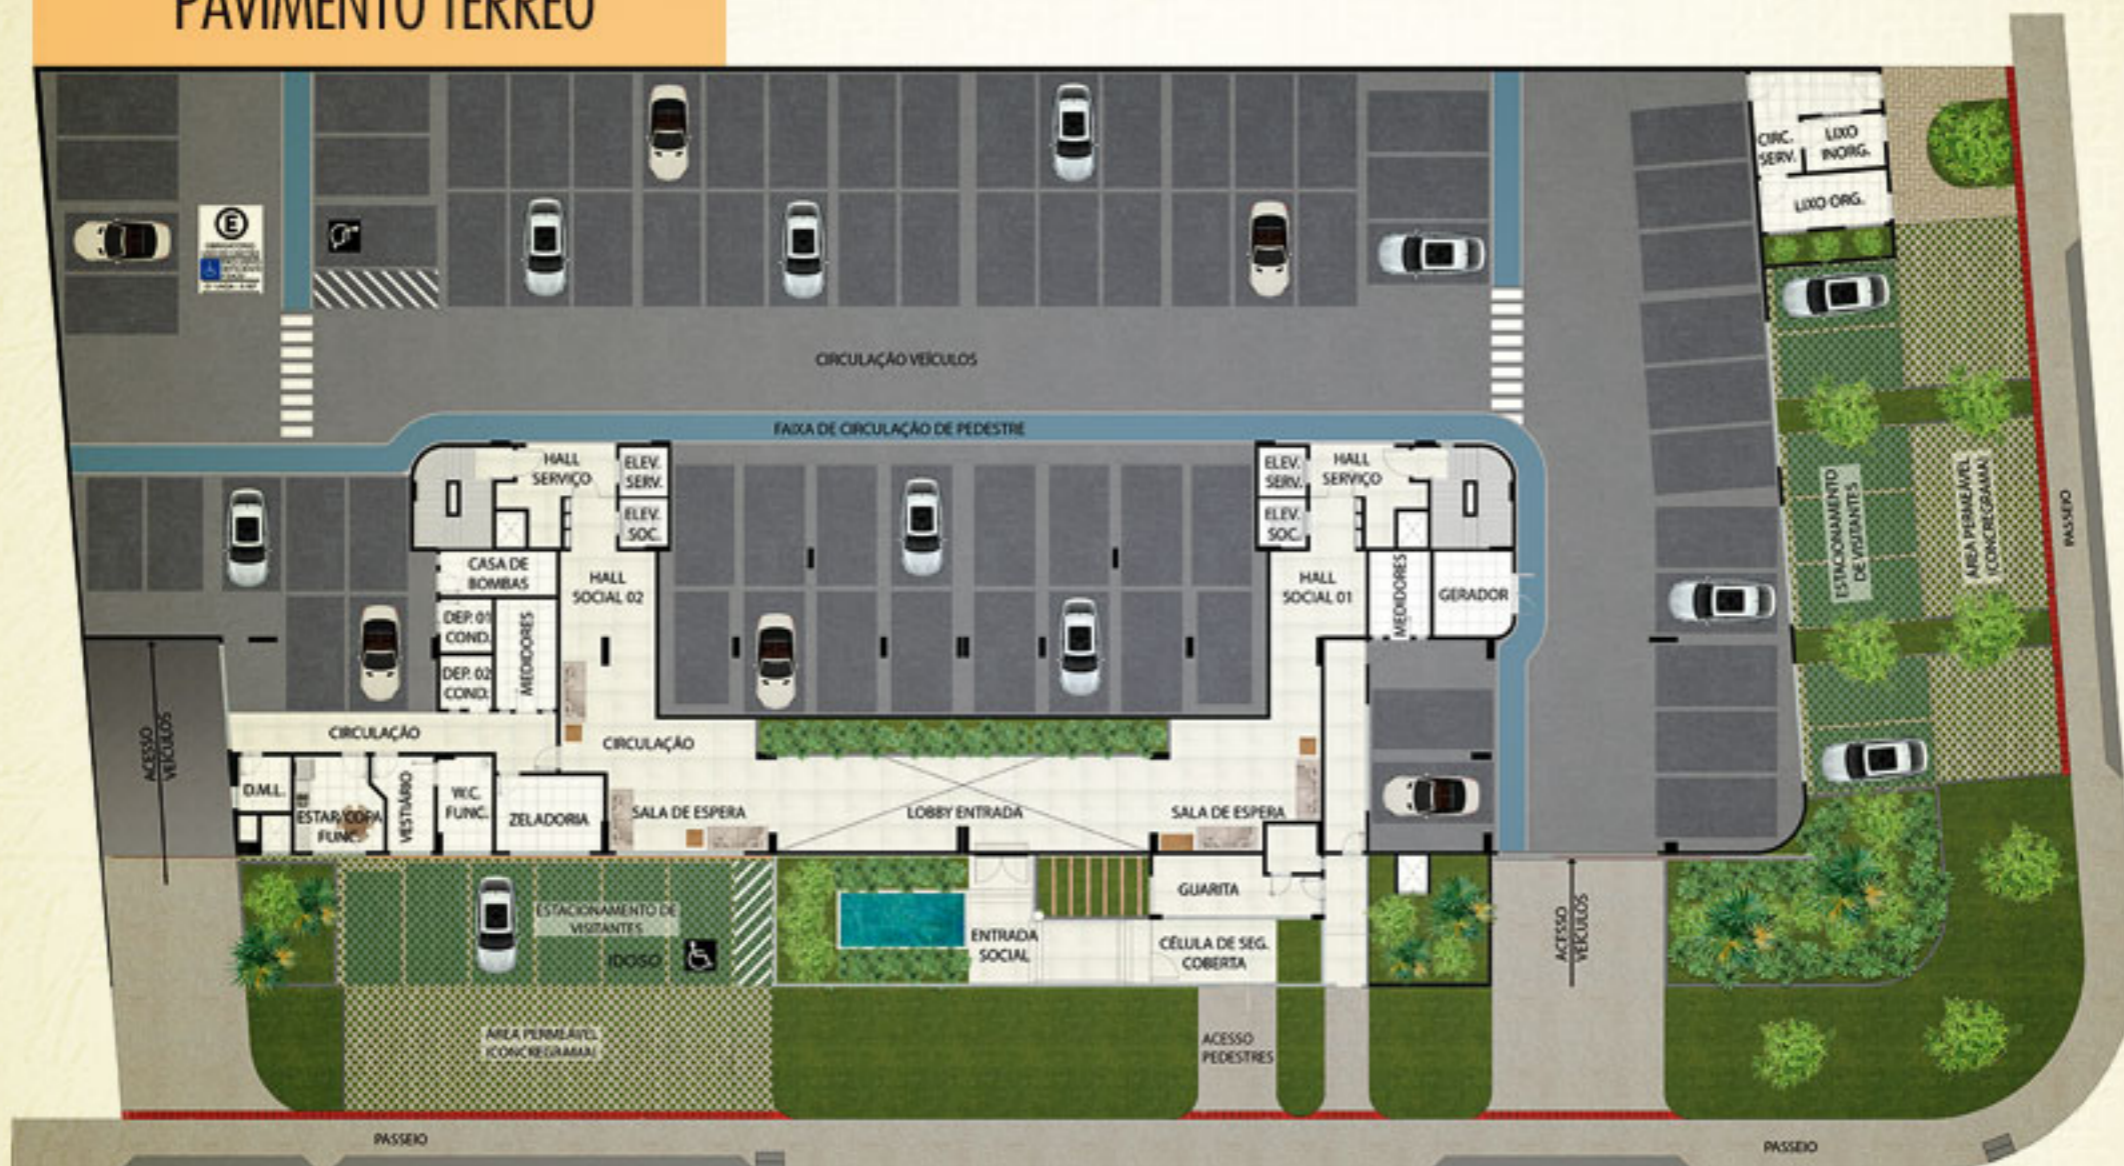 PAVIMENTO TÉRREO
CIRC.
SERV.
LIXO
INORG.
LIXO ORG.
E
CIRCULAÇÃO VEÍCULOS
FAIXA DE CIRCULAÇÃO DE PEDESTRE
HALL
SERVIÇO
ELEV.
SERV.
ELEV.
SOC.
ELEV.
SERV.
ELEV.
SOC.
HALL
SERVIÇO
CASA DE
BOMBAS
HALL
SOCIAL 02
DEP. 01
COND.
DEP. 02
COND.
MEDIDORES
HALL
SOCIAL 01
MEDIDORES
GERADOR
ESTACIONAMENTO
DE VISITANTES
ÁREA PERMEÁVEL
(CONCREGRAMA)
PASSEIO
ACESSO
VEÍCULOS
CIRCULAÇÃO
CIRCULAÇÃO
D.M.L.
ESTAR/COPA
FUNC.
VESTIÁRIO
W.C.
FUNC.
ZELADORIA
SALA DE ESPERA
LOBBY ENTRADA
SALA DE ESPERA
ESTACIONAMENTO DE
VISITANTES
IDOSO
ENTRADA
SOCIAL
GUARITA
CÉLULA DE SEG.
COBERTA
ACESSO
VEÍCULOS
ÁREA PERMEÁVEL
(CONCREGRAMA)
ACESSO
PEDESTRES
PASSEIO
PASSEIO